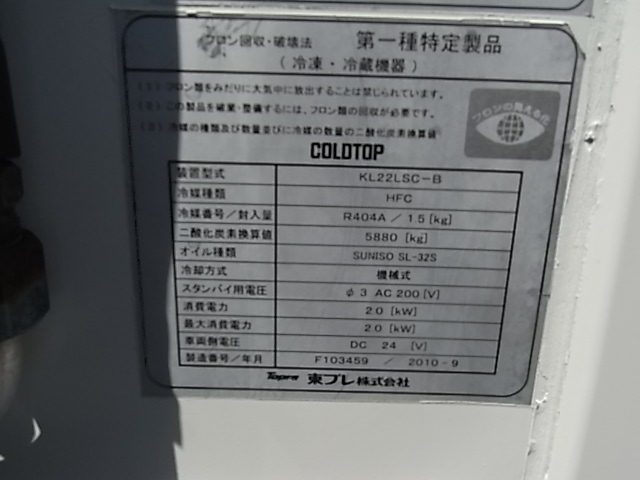 フロン回収・破壊法 第一種特定製品
(冷凍・冷蔵機器)
(1) フロン類をみだりに大気中に放出することは禁じられています。
(2) この製品を破棄・整備するには、フロン類の回収が必要です。
(3) 冷媒の種類及び数量並びに冷媒の数量の二酸化炭素換算値
フロンの見える化
COLDTOP
装置型式 KL22LSC-B
冷媒種類 HFC
冷媒番号/封入量 R404A / 1.5 [kg]
二酸化炭素換算値 5880 [kg]
オイル種類 SUNISO SL-32S
冷却方式 機械式
スタンバイ用電圧 φ3 AC 200 [V]
消費電力 2.0 [kW]
最大消費電力 2.0 [kW]
車両側電圧 DC 24 [V]
製造番号/年月 F103459 / 2010-9
Topre 東プレ株式会社